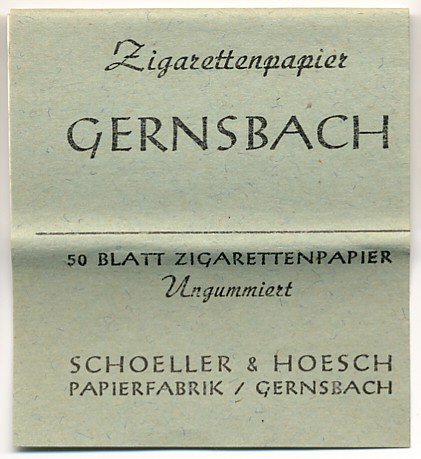 Zigarettenpapier
GERNSBACH
50 BLATT ZIGARETTENPAPIER
Ungummiert
SCHOELLER & HOESCH
PAPIERFABRIK / GERNSBACH